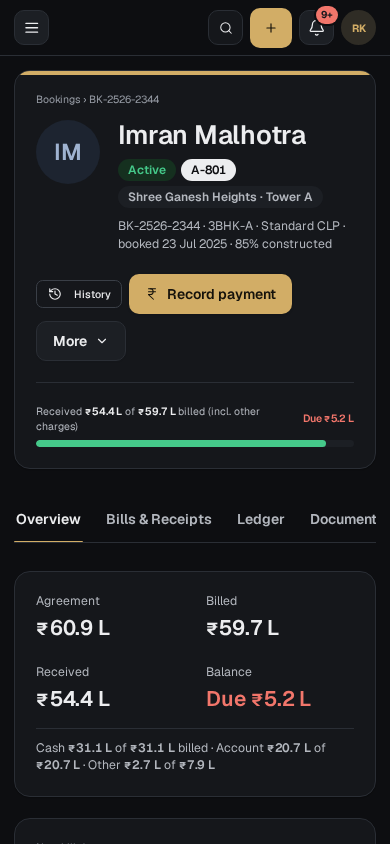 9+
RK
Bookings › BK-2526-2344
IM
Imran Malhotra
Active
A-801
Shree Ganesh Heights · Tower A
BK-2526-2344 · 3BHK-A · Standard CLP ·
booked 23 Jul 2025 · 85% constructed
History
₹ Record payment
More
Received ₹54.4 L of ₹59.7 L billed (incl. other
charges)
Due ₹5.2 L
Overview
Bills & Receipts
Ledger
Document
Agreement
Billed
₹60.9 L
₹59.7 L
Received
Balance
₹54.4 L
Due ₹5.2 L
Cash ₹31.1 L of ₹31.1 L billed · Account ₹20.7 L of
₹20.7 L · Other ₹2.7 L of ₹7.9 L